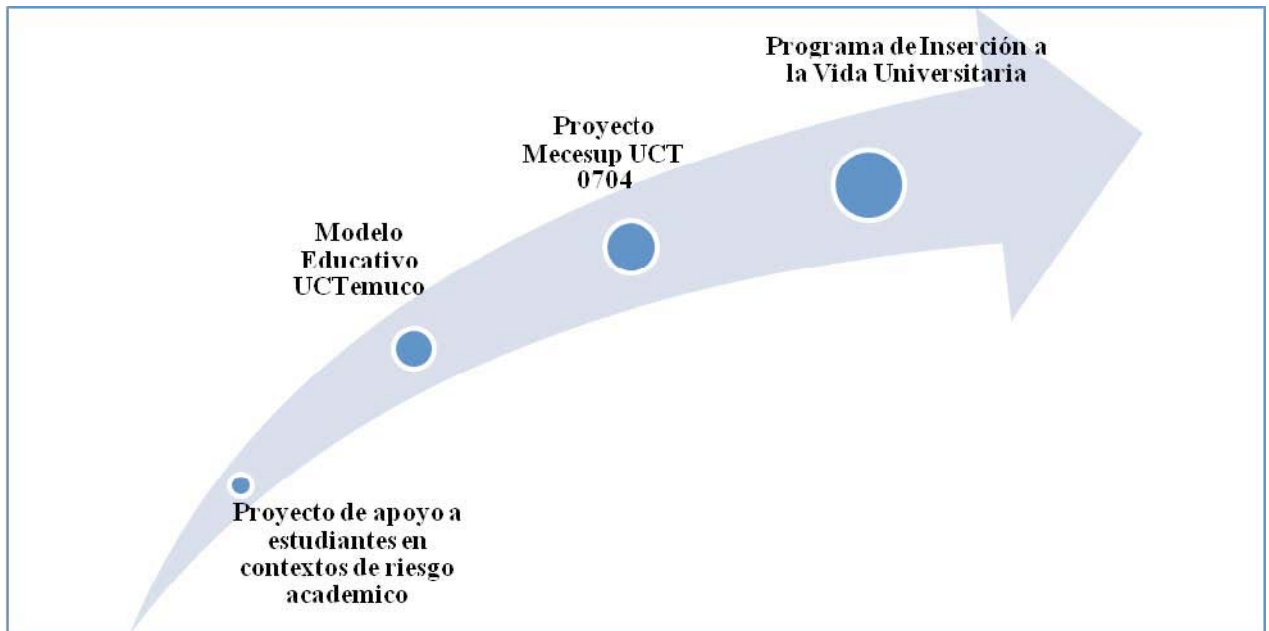 Programa de Inserción a
la Vida Universitaria
Proyecto
Mecesup UCT
0704
Modelo
Educativo
UCTemuco
Proyecto de apoyo a
estudiantes en
contextos de riesgo
academico